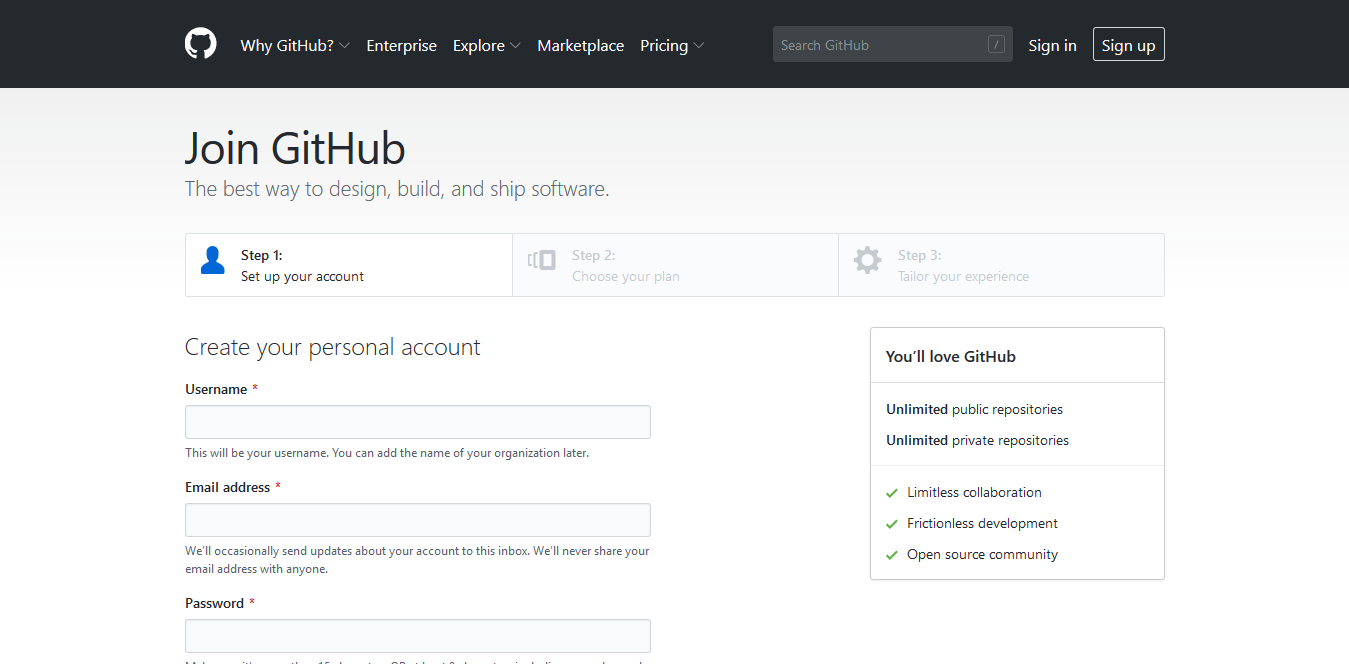 Why GitHub? Enterprise Explore Marketplace Pricing Search GitHub / Sign in Sign up
Join GitHub
The best way to design, build, and ship software.
Step 1:
Set up your account
Step 2:
Choose your plan
Step 3:
Tailor your experience
Create your personal account
Username *
This will be your username. You can add the name of your organization later.
Email address *
We’ll occasionally send updates about your account to this inbox. We’ll never share your
email address with anyone.
Password *
You’ll love GitHub
Unlimited public repositories
Unlimited private repositories
Limitless collaboration
Frictionless development
Open source community